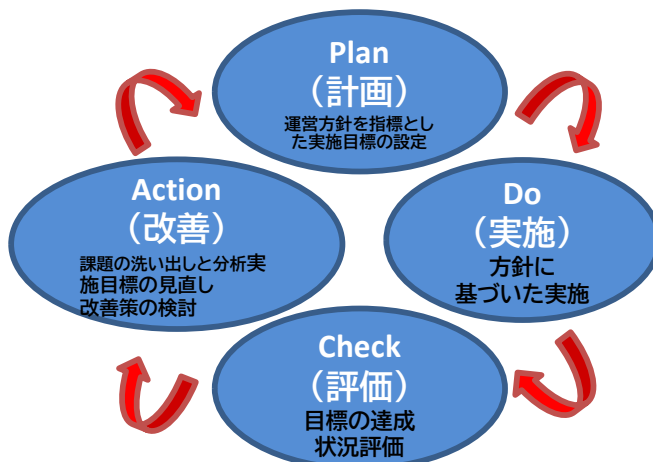 Plan
（計画）
運営方針を指標とし
た実施目標の設定
Action
（改善）
課題の洗い出しと分析実
施目標の見直し
改善策の検討
Do
（実施）
方針に
基づいた実施
Check
（評価）
目標の達成
状況評価